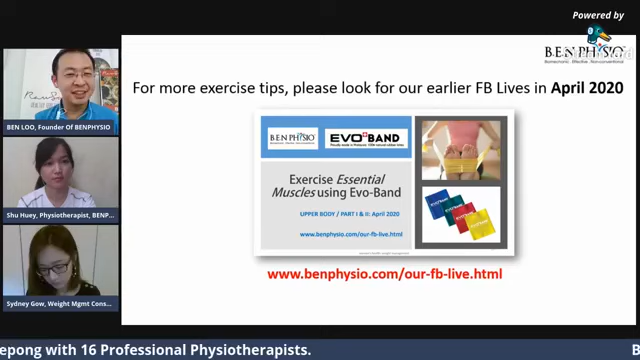 Powered by
BENPHYSIO
Biomechanic. Effective. Nonconventional
For more exercise tips, please look for our earlier FB Lives in April 2020
BENPHYSIO
EVO BAND
Exercise Essential
Muscles using Evo-Band
UPPER BODY / PART I & II: April 2020
www.benphysio.com/our-fb-live.html
www.benphysio.com/our-fb-live.html
BEN LOO, Founder Of BENPHYSIO
Shu Huey, Physiotherapist, BENP...
Sydney Gow, Weight Mgmt Cons...
epong with 16 Professional Physiotherapists.
B